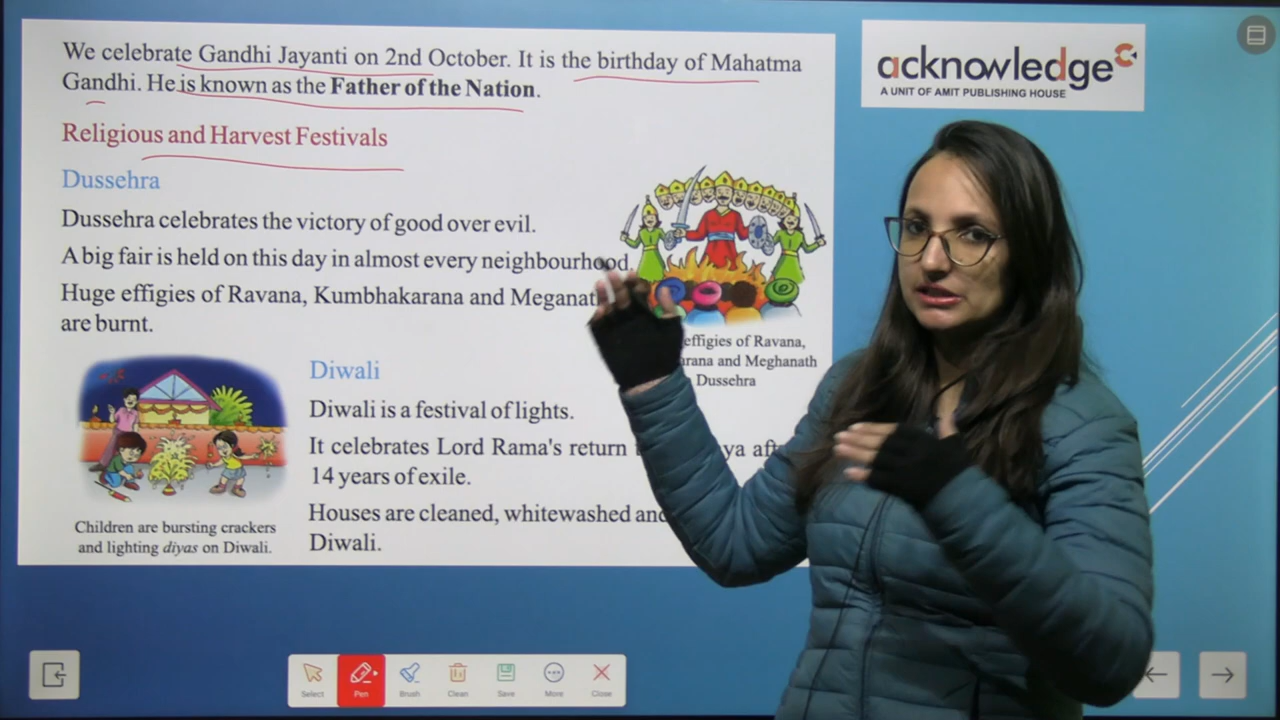 We celebrate Gandhi Jayanti on 2nd October. It is the birthday of Mahatma
Gandhi. He is known as the Father of the Nation.
Religious and Harvest Festivals
Dussehra
Dussehra celebrates the victory of good over evil.
A big fair is held on this day in almost every neighbourhood.
Huge effigies of Ravana, Kumbhakarana and
are burnt.
effigies of Ravana,
and Meghanath
Dussehra
Diwali
Diwali is a festival of lights.
It celebrates Lord Rama's return
14 years of exile.
Houses are cleaned, whitewashed and
Diwali.
Children are bursting crackers
and lighting diyas on Diwali.
acknowledge
A UNIT OF AMIT PUBLISHING HOUSE
Select Pen Brush Clean Save More Close